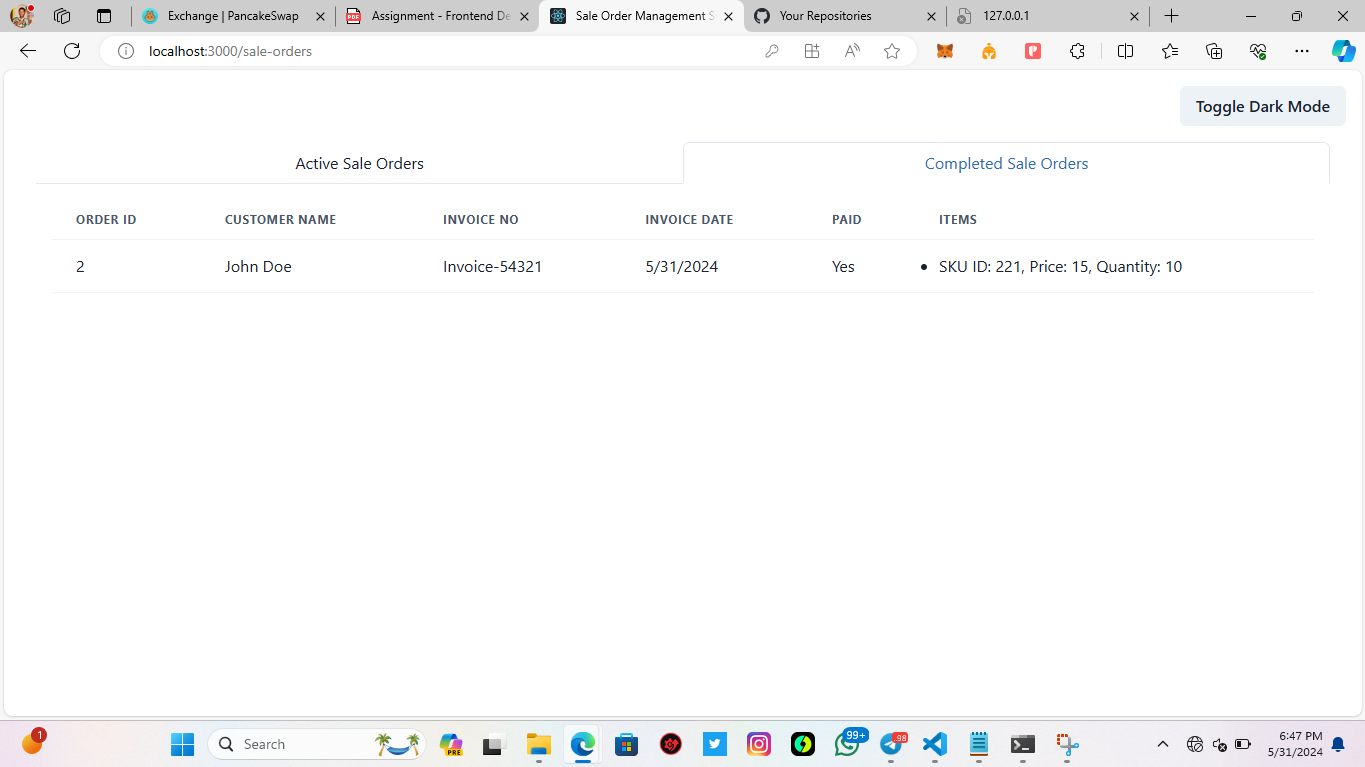 Exchange | PancakeSwap
Assignment - Frontend De
Sale Order Management S
Your Repositories
127.0.0.1
localhost:3000/sale-orders
Toggle Dark Mode
Active Sale Orders
Completed Sale Orders
ORDER ID CUSTOMER NAME INVOICE NO INVOICE DATE PAID ITEMS
2 John Doe Invoice-54321 5/31/2024 Yes • SKU ID: 221, Price: 15, Quantity: 10
1
Search
PRE
99+
98
6:47 PM
5/31/2024